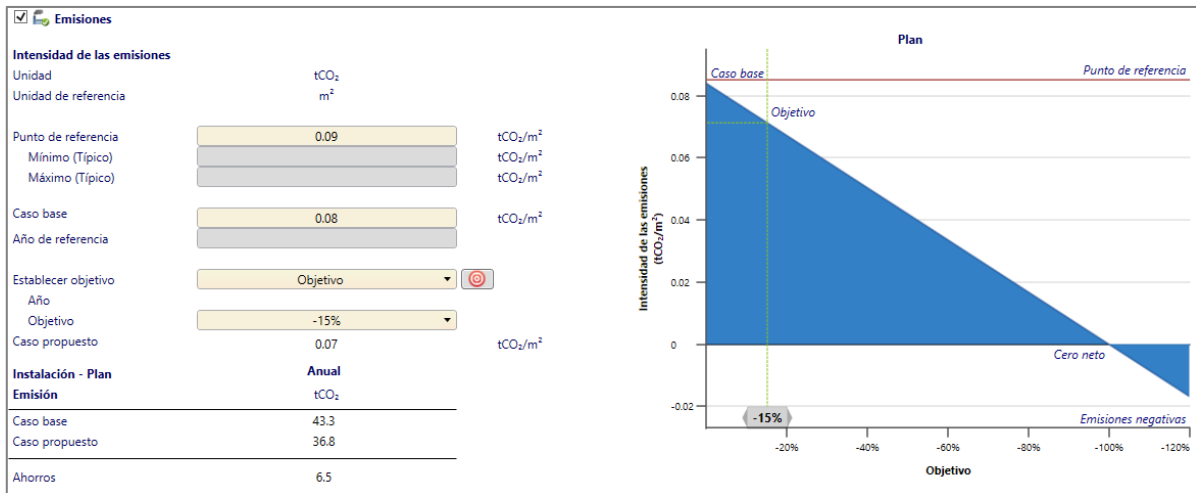 Emisiones
Intensidad de las emisiones
Unidad tCO₂
Unidad de referencia m²
Punto de referencia 0.09 tCO₂/m²
Mínimo (Típico) tCO₂/m²
Máximo (Típico) tCO₂/m²
Caso base 0.08 tCO₂/m²
Año de referencia
Establecer objetivo Objetivo
Año
Objetivo -15%
Caso propuesto 0.07 tCO₂/m²
Instalación - Plan Anual
Emisión tCO₂
Caso base 43.3
Caso propuesto 36.8
Ahorros 6.5
Plan
Caso base
Punto de referencia
Objetivo
Cero neto
Emisiones negativas
-15%
Intensidad de las emisiones
(tCO₂/m²)
0.08
0.06
0.04
0.02
0
-0.02
-20% -40% -60% -80% -100% -120%
Objetivo